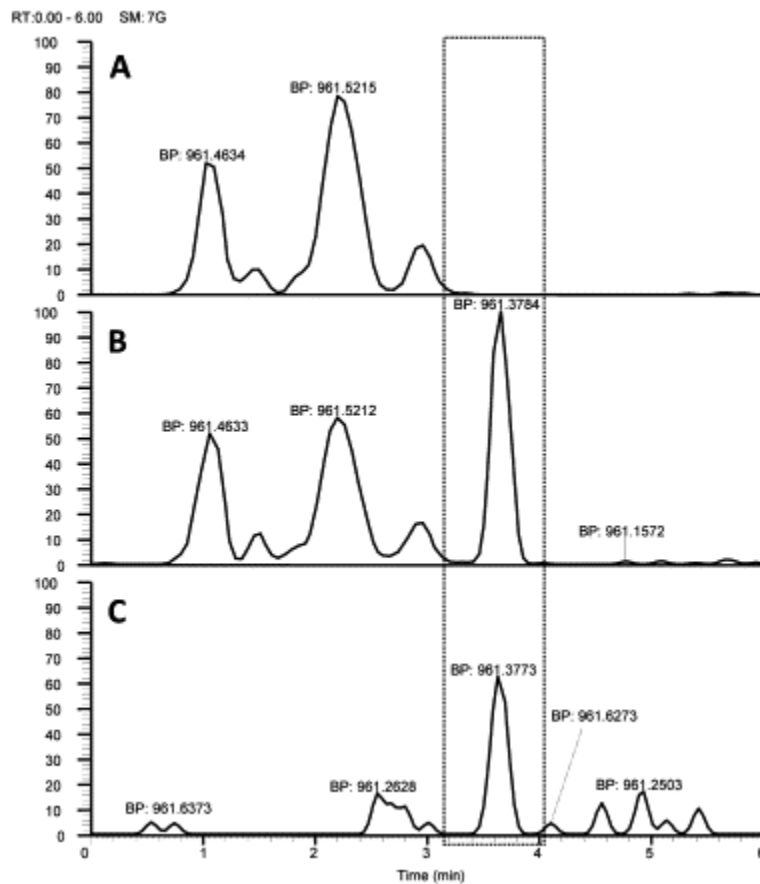 RT:0.00 - 6.00 SM: 7G
100
90
80
70
60
50
40
30
20
10
0
A
BP: 961.4634
BP: 961.5215
100
90
80
70
60
50
40
30
20
10
0
B
BP: 961.4633
BP: 961.5212
BP: 961.3784
BP: 961.1572
100
90
80
70
60
50
40
30
20
10
0
C
BP: 961.6373
BP: 961.2628
BP: 961.3773
BP: 961.6273
BP: 961.2503
0 1 2 3 4 5 6
Time (min)